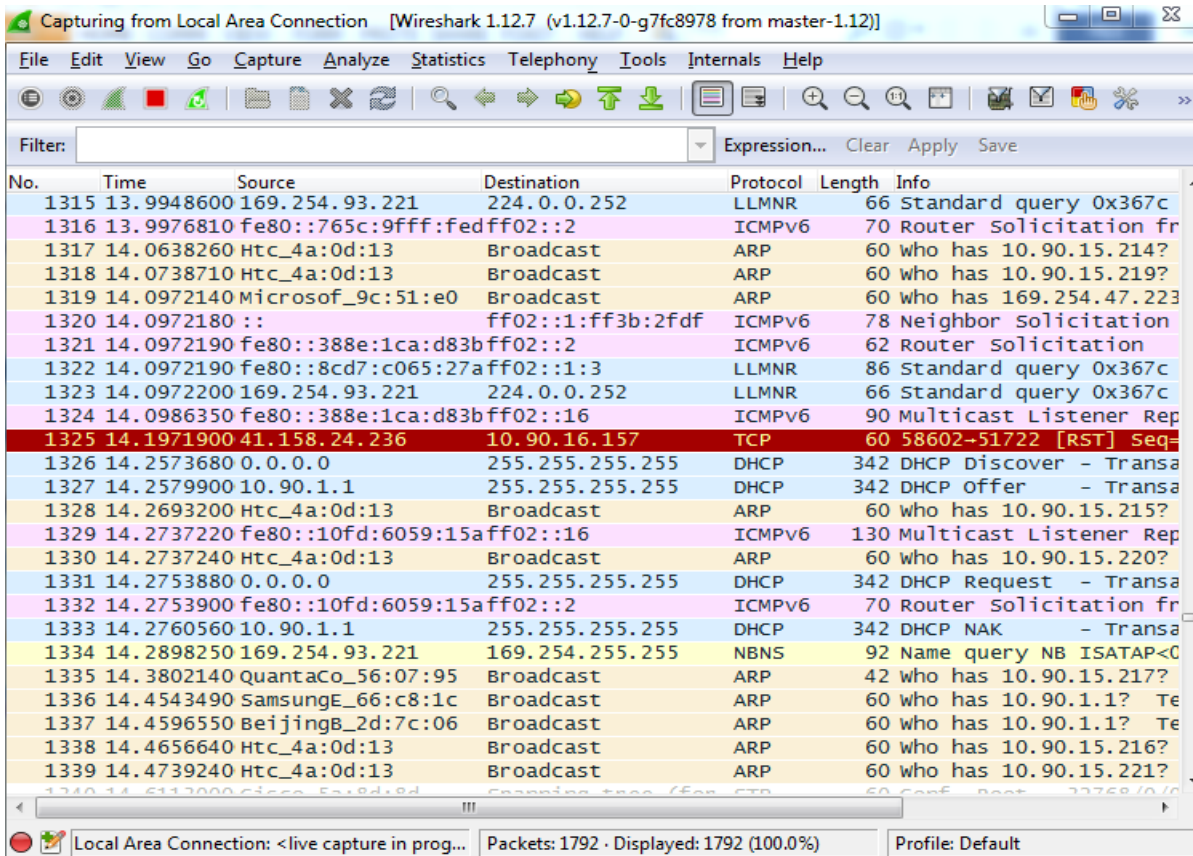 Capturing from Local Area Connection [Wireshark 1.12.7 (v1.12.7-0-g7fc8978 from master-1.12)]
File Edit View Go Capture Analyze Statistics Telephony Tools Internals Help
Filter: Expression... Clear Apply Save
No. Time Source Destination Protocol Length Info
1315 13.9948600 169.254.93.221 224.0.0.252 LLMNR 66 Standard query 0x367c
1316 13.9976810 fe80::765c:9fff:fed ff02::2 ICMPv6 70 Router Solicitation fr
1317 14.0638260 Htc_4a:0d:13 Broadcast ARP 60 Who has 10.90.15.214?
1318 14.0738710 Htc_4a:0d:13 Broadcast ARP 60 Who has 10.90.15.219?
1319 14.0972140 Microsof_9c:51:e0 Broadcast ARP 60 Who has 169.254.47.223
1320 14.0972180 :: ff02::1:ff3b:2fdf ICMPv6 78 Neighbor Solicitation
1321 14.0972190 fe80::388e:1ca:d83b ff02::2 ICMPv6 62 Router Solicitation
1322 14.0972190 fe80::8cd7:c065:27a ff02::1:3 LLMNR 86 Standard query 0x367c
1323 14.0972200 169.254.93.221 224.0.0.252 LLMNR 66 Standard query 0x367c
1324 14.0986350 fe80::388e:1ca:d83b ff02::16 ICMPv6 90 Multicast Listener Rep
1325 14.1971900 41.158.24.236 10.90.16.157 TCP 60 58602→51722 [RST] Seq=
1326 14.2573680 0.0.0.0 255.255.255.255 DHCP 342 DHCP Discover - Transa
1327 14.2579900 10.90.1.1 255.255.255.255 DHCP 342 DHCP Offer - Transa
1328 14.2693200 Htc_4a:0d:13 Broadcast ARP 60 Who has 10.90.15.215?
1329 14.2737220 fe80::10fd:6059:15a ff02::16 ICMPv6 130 Multicast Listener Rep
1330 14.2737240 Htc_4a:0d:13 Broadcast ARP 60 Who has 10.90.15.220?
1331 14.2753880 0.0.0.0 255.255.255.255 DHCP 342 DHCP Request - Transa
1332 14.2753900 fe80::10fd:6059:15a ff02::2 ICMPv6 70 Router Solicitation fr
1333 14.2760560 10.90.1.1 255.255.255.255 DHCP 342 DHCP NAK - Transa
1334 14.2898250 169.254.93.221 169.254.255.255 NBNS 92 Name query NB ISATAP<0
1335 14.3802140 QuantaCo_56:07:95 Broadcast ARP 42 Who has 10.90.15.217?
1336 14.4543490 SamsungE_66:c8:1c Broadcast ARP 60 Who has 10.90.1.1? Te
1337 14.4596550 BeijingB_2d:7c:06 Broadcast ARP 60 Who has 10.90.1.1? Te
1338 14.4656640 Htc_4a:0d:13 Broadcast ARP 60 Who has 10.90.15.216?
1339 14.4739240 Htc_4a:0d:13 Broadcast ARP 60 Who has 10.90.15.221?
Local Area Connection: <live capture in prog... Packets: 1792 · Displayed: 1792 (100.0%) Profile: Default